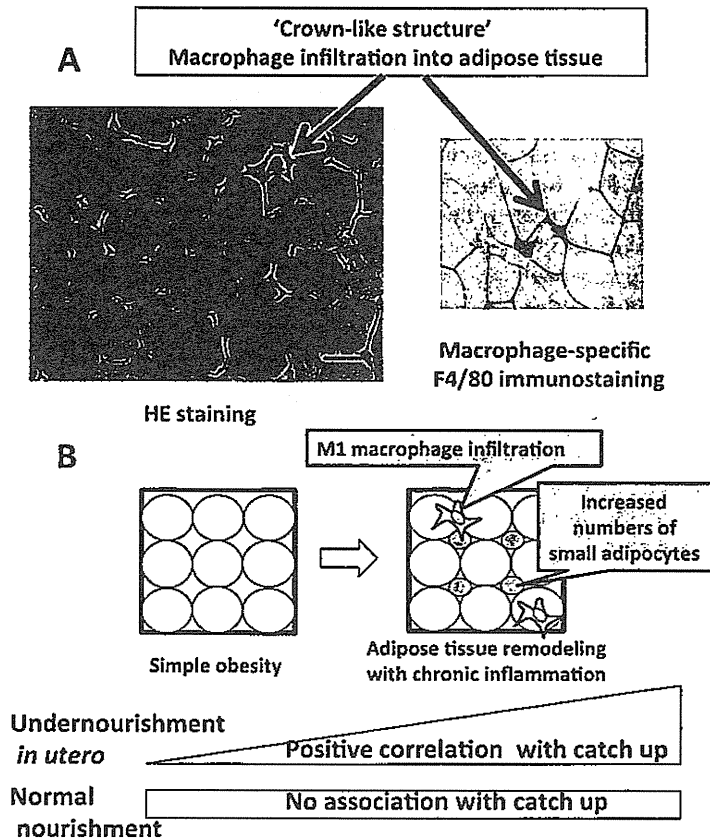 'Crown-like structure'
Macrophage infiltration into adipose tissue
A
Macrophage-specific
F4/80 immunostaining
HE staining
B
M1 macrophage infiltration
Increased
numbers of
small adipocytes
Simple obesity
Adipose tissue remodeling
with chronic inflammation
Undernourishment
in utero
Positive correlation with catch up
Normal
nourishment
No association with catch up